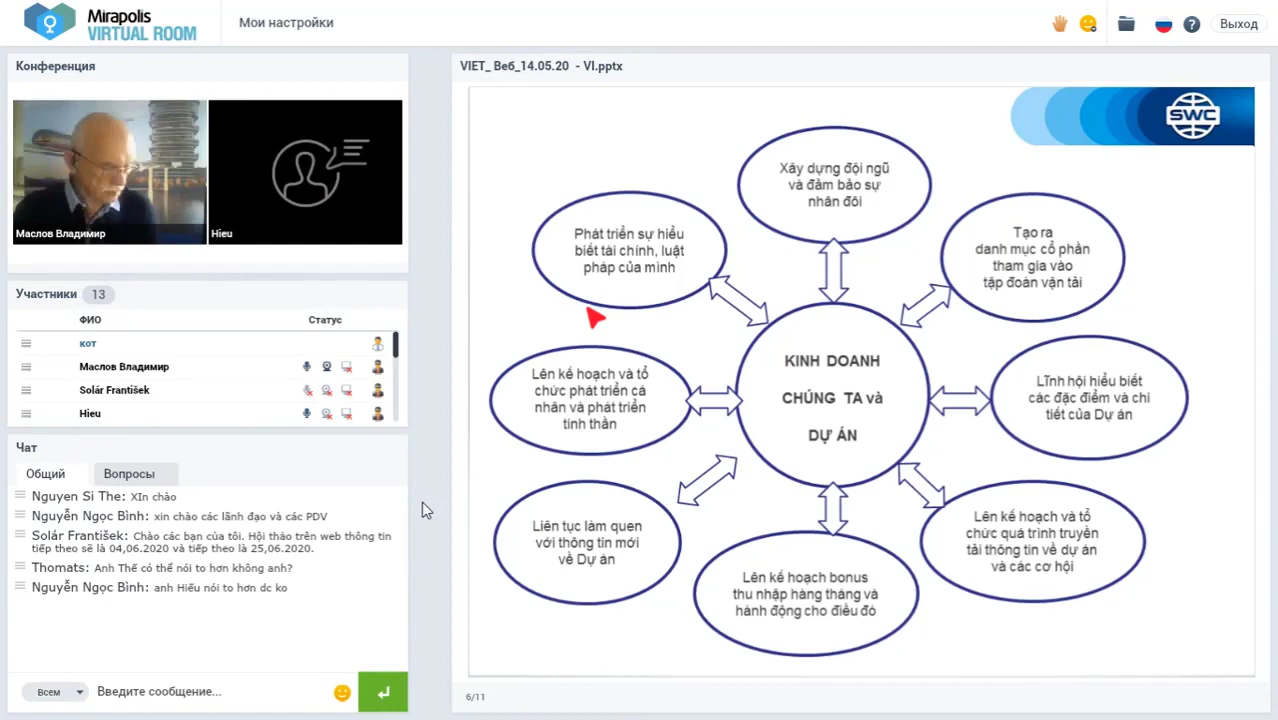 Mirapolis
VIRTUAL ROOM
Мои настройки
?
Выход
Конференция
Маслов Владимир
Hieu
Участники 13
ФИО Статус
кот
Маслов Владимир
Solár František
Hieu
Чат
Общий Вопросы
Nguyen Si The: XIn chào
Nguyễn Ngọc Bình: xin chào các lãnh đạo và các PDV
Solár František: Chào các bạn của tôi. Hội thảo trên web thông tin
tiếp theo sẽ là 04,06.2020 và tiếp theo là 25,06.2020.
Thomats: Anh Thế có thể nói to hơn không anh?
Nguyễn Ngọc Bình: anh Hiếu nói to hơn dc ko
Всем Введите сообщение...
VIET_ Веб_14.05.20 - VI.pptx
SWC
Xây dựng đội ngũ
và đảm bảo sự
nhân đôi
Phát triển sự hiểu
biết tài chính, luật
pháp của mình
Tạo ra
danh mục cổ phần
tham gia vào
tập đoàn vận tải
KINH DOANH
CHÚNG TA và
DỰ ÁN
Lên kế hoạch và tổ
chức phát triển cá
nhân và phát triển
tinh thần
Lĩnh hội hiểu biết
các đặc điểm và chi
tiết của Dự án
Liên tục làm quen
với thông tin mới
về Dự án
Lên kế hoạch bonus
thu nhập hàng tháng và
hành động cho điều đó
Lên kế hoạch và tổ
chức quá trình truyền
tải thông tin về dự án
và các cơ hội
6/11